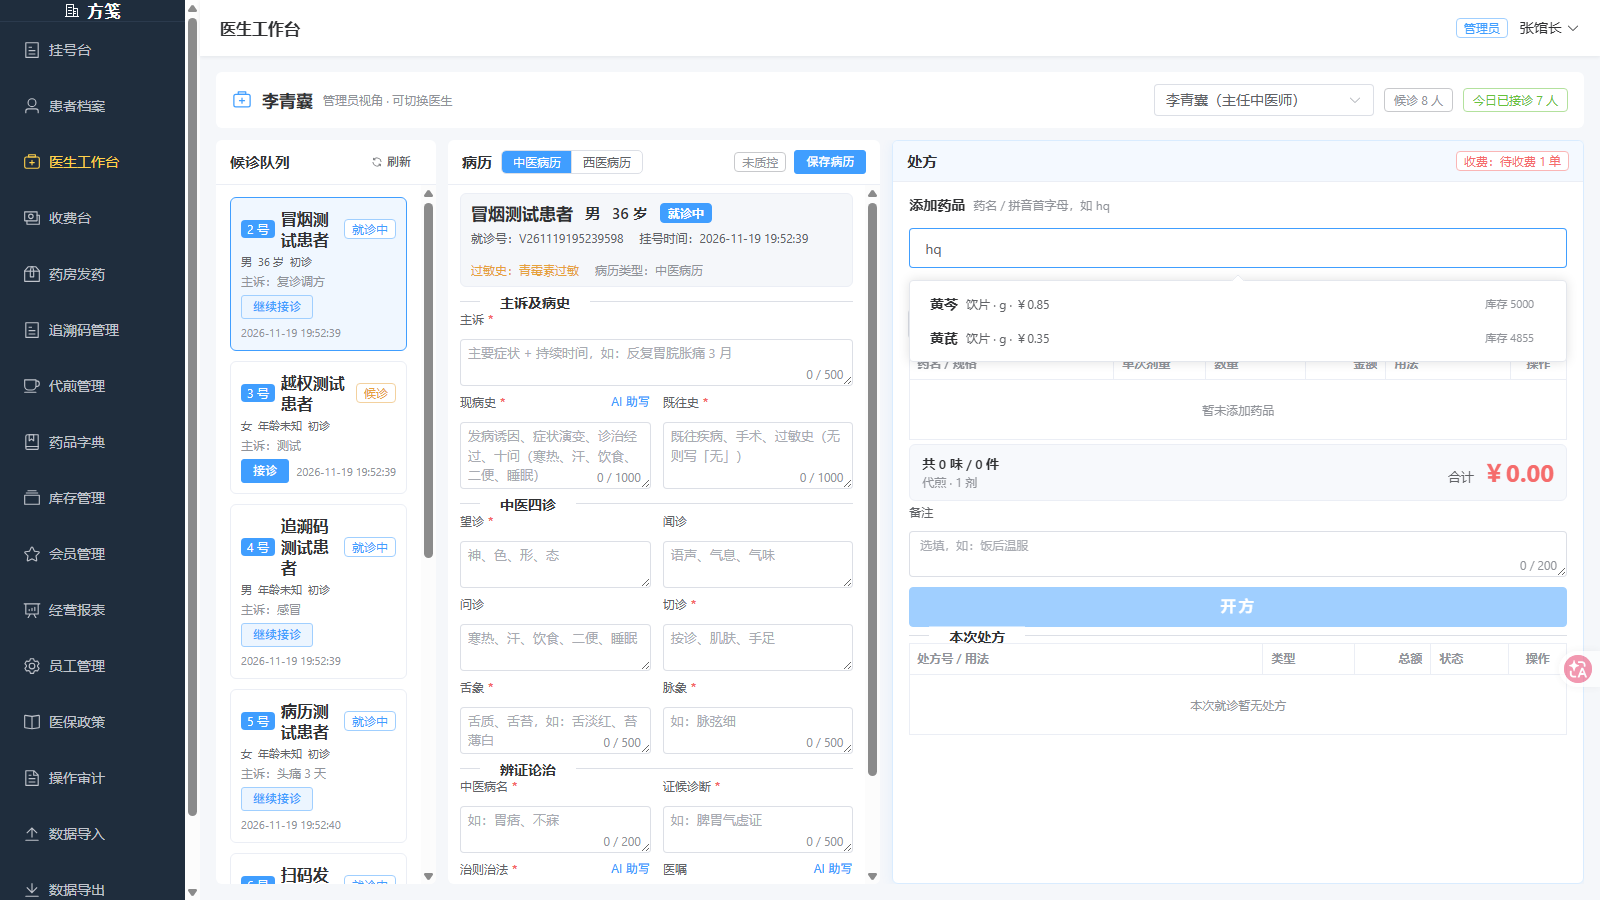 方笺
挂号台
患者档案
医生工作台
收费台
药房发药
追溯码管理
代煎管理
药品字典
库存管理
会员管理
经营报表
员工管理
医保政策
操作审计
数据导入
数据导出
医生工作台
管理员 张馆长
李青囊 管理员视角 · 可切换医生
李青囊（主任中医师） 候诊 8 人 今日已接诊 7 人
候诊队列 刷新
2 号 冒烟测试患者 就诊中
男 36 岁 初诊
主诉：复诊调方
继续接诊
2026-11-19 19:52:39
3 号 越权测试患者 候诊
女 年龄未知 初诊
主诉：测试
接诊 2026-11-19 19:52:39
4 号 追溯码测试患者 就诊中
男 年龄未知 初诊
主诉：感冒
继续接诊
2026-11-19 19:52:39
5 号 病历测试患者 就诊中
女 年龄未知 初诊
主诉：头痛 3 天
继续接诊
2026-11-19 19:52:40
扫码发
病历 中医病历 西医病历 未质控 保存病历
冒烟测试患者 男 36 岁 就诊中
就诊号：V261119195239598 挂号时间：2026-11-19 19:52:39
过敏史：青霉素过敏 病历类型：中医病历
主诉及病史
主诉 *
主要症状 + 持续时间，如：反复胃脘胀痛 3 月
0 / 500
现病史 * AI 助写 既往史 *
发病诱因、症状演变、诊治经过、十问（寒热、汗、饮食、二便、睡眠）
0 / 1000
既往疾病、手术、过敏史（无则写「无」）
0 / 1000
中医四诊
望诊 * 闻诊
神、色、形、态 语声、气息、气味
问诊 切诊 *
寒热、汗、饮食、二便、睡眠 按诊、肌肤、手足
舌象 * 脉象 *
舌质、舌苔，如：舌淡红、苔薄白
0 / 500
如：脉弦细
0 / 500
辨证论治
中医病名 * 证候诊断 *
如：胃痞、不寐 如：脾胃气虚证
0 / 200 0 / 500
治则治法 * AI 助写 医嘱 AI 助写
处方 收费：待收费 1 单
添加药品 药名 / 拼音首字母，如 hq
hq
黄芩 饮片 · g · ￥0.85 库存 5000
黄芪 饮片 · g · ￥0.35 库存 4855
药名 / 规格 单次剂量 数量 金额 用法 操作
暂未添加药品
共 0 味 / 0 件
代煎 · 1 剂
合计 ￥0.00
备注
选填，如：饭后温服
0 / 200
开方
本次处方
处方号 / 用法 类型 总额 状态 操作
本次就诊暂无处方